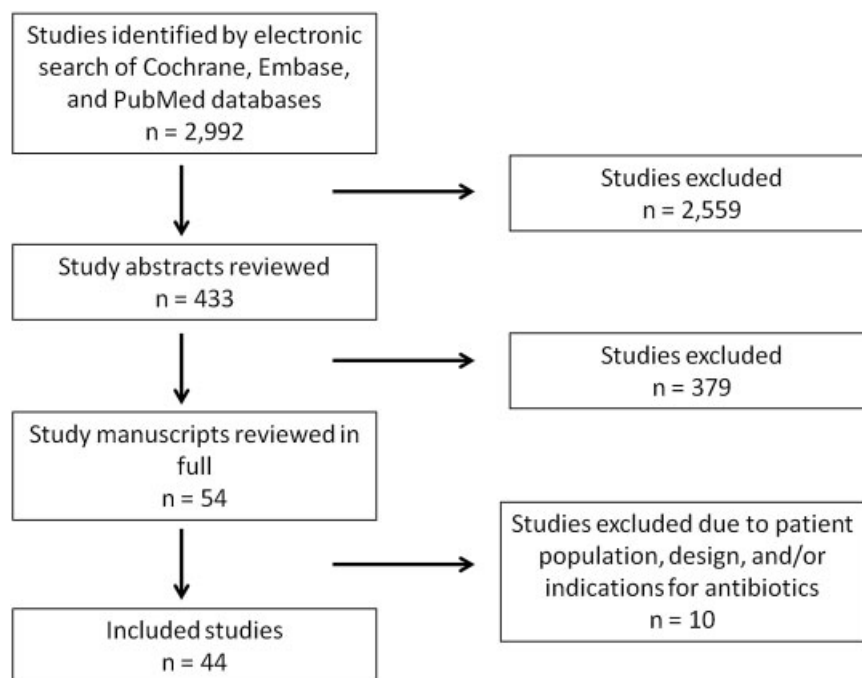 Studies identified by electronic
search of Cochrane, Embase,
and PubMed databases
n = 2,992
Studies excluded
n = 2,559
Study abstracts reviewed
n = 433
Studies excluded
n = 379
Study manuscripts reviewed in
full
n = 54
Studies excluded due to patient
population, design, and/or
indications for antibiotics
n = 10
Included studies
n = 44